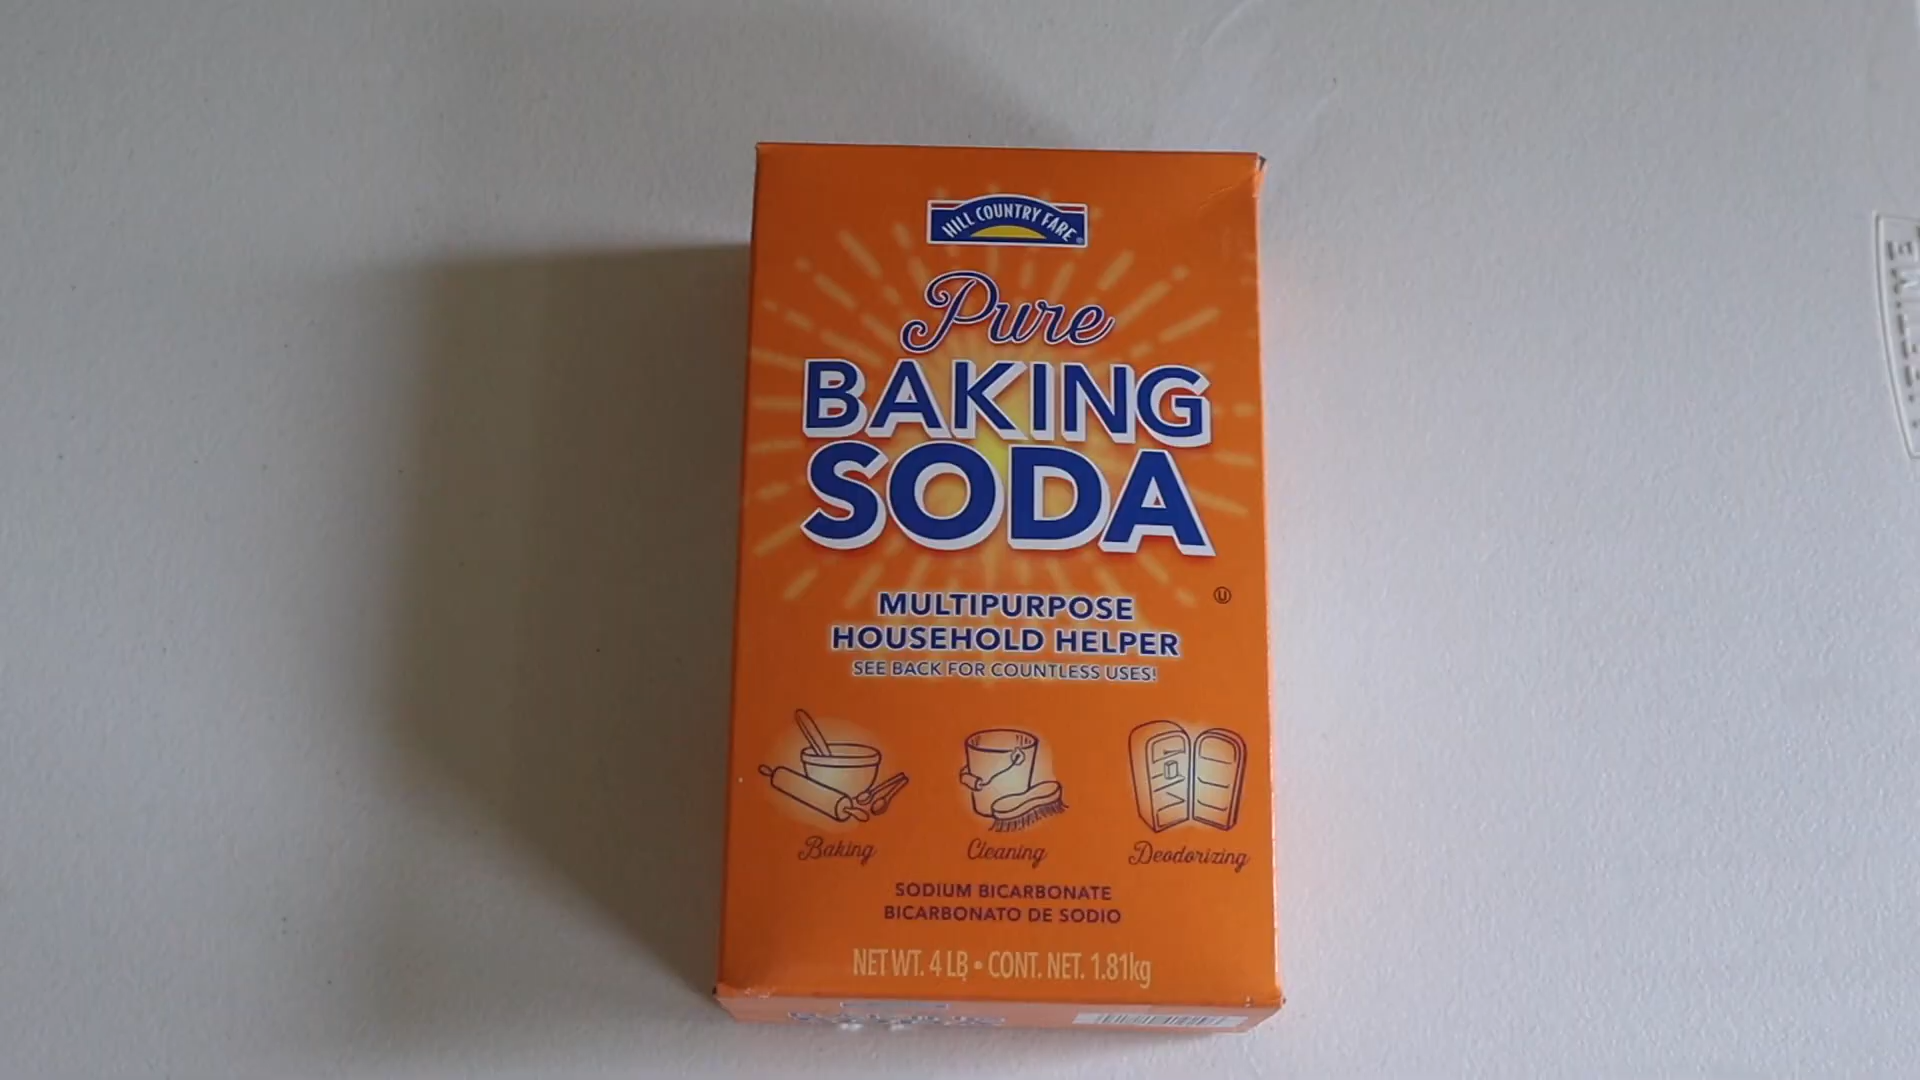 HILL COUNTRY FARE
Pure
BAKING
SODA
U
MULTIPURPOSE
HOUSEHOLD HELPER
SEE BACK FOR COUNTLESS USES!
Baking
Cleaning
Deodorizing
SODIUM BICARBONATE
BICARBONATO DE SODIO
NET WT. 4 LB • CONT. NET. 1.81kg
LIFETIME